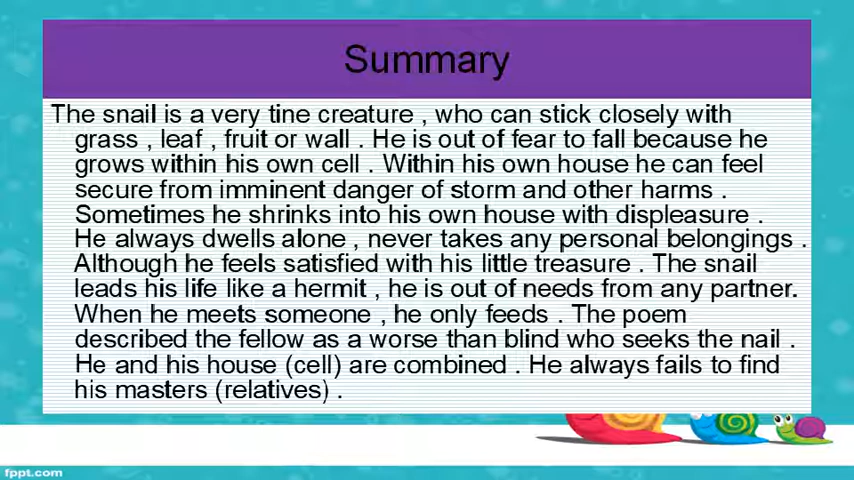 Summary
The snail is a very tine creature , who can stick closely with
grass , leaf , fruit or wall . He is out of fear to fall because he
grows within his own cell . Within his own house he can feel
secure from imminent danger of storm and other harms .
Sometimes he shrinks into his own house with displeasure .
He always dwells alone , never takes any personal belongings .
Although he feels satisfied with his little treasure . The snail
leads his life like a hermit , he is out of needs from any partner.
When he meets someone , he only feeds . The poem
described the fellow as a worse than blind who seeks the nail .
He and his house (cell) are combined . He always fails to find
his masters (relatives) .
fppt.com